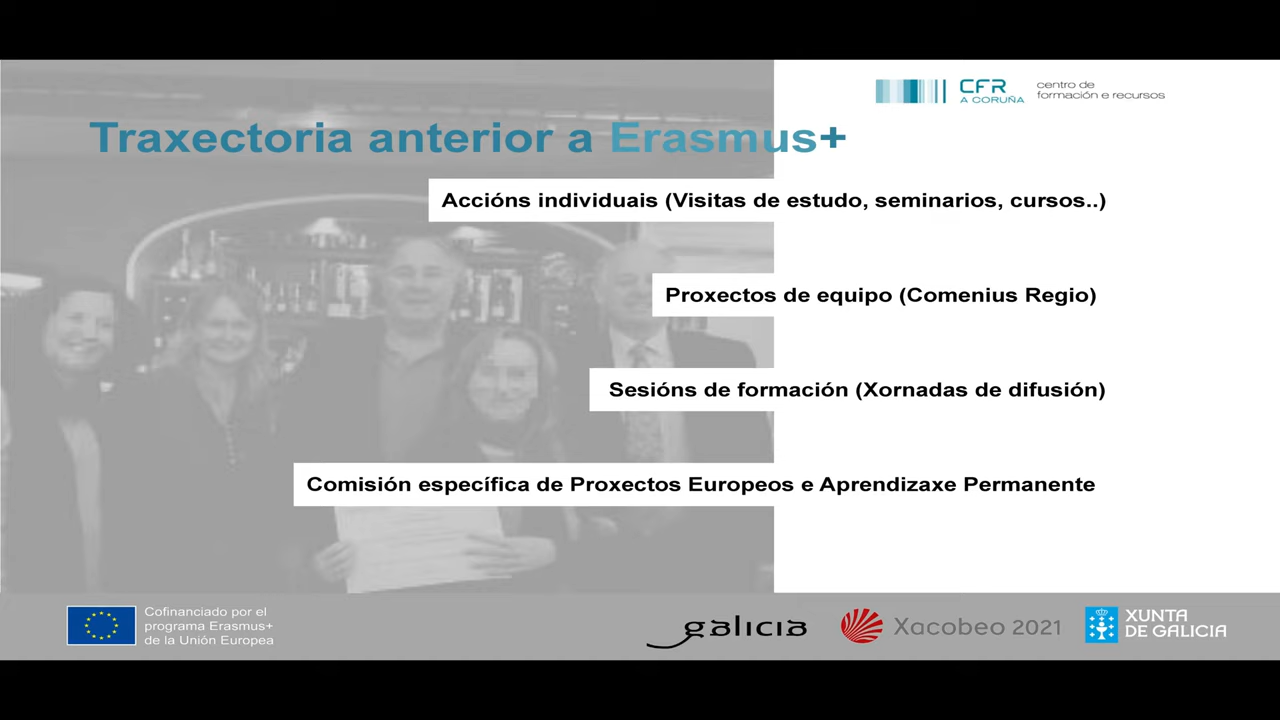 CFR
A CORUÑA
centro de
formación e recursos
Traxectoria anterior a Erasmus+
Accións individuais (Visitas de estudo, seminarios, cursos..)
Proxectos de equipo (Comenius Regio)
Sesións de formación (Xornadas de difusión)
Comisión específica de Proxectos Europeos e Aprendizaxe Permanente
Cofinanciado por el
programa Erasmus+
de la Unión Europea
galicia
Xacobeo 2021
XUNTA
DE GALICIA